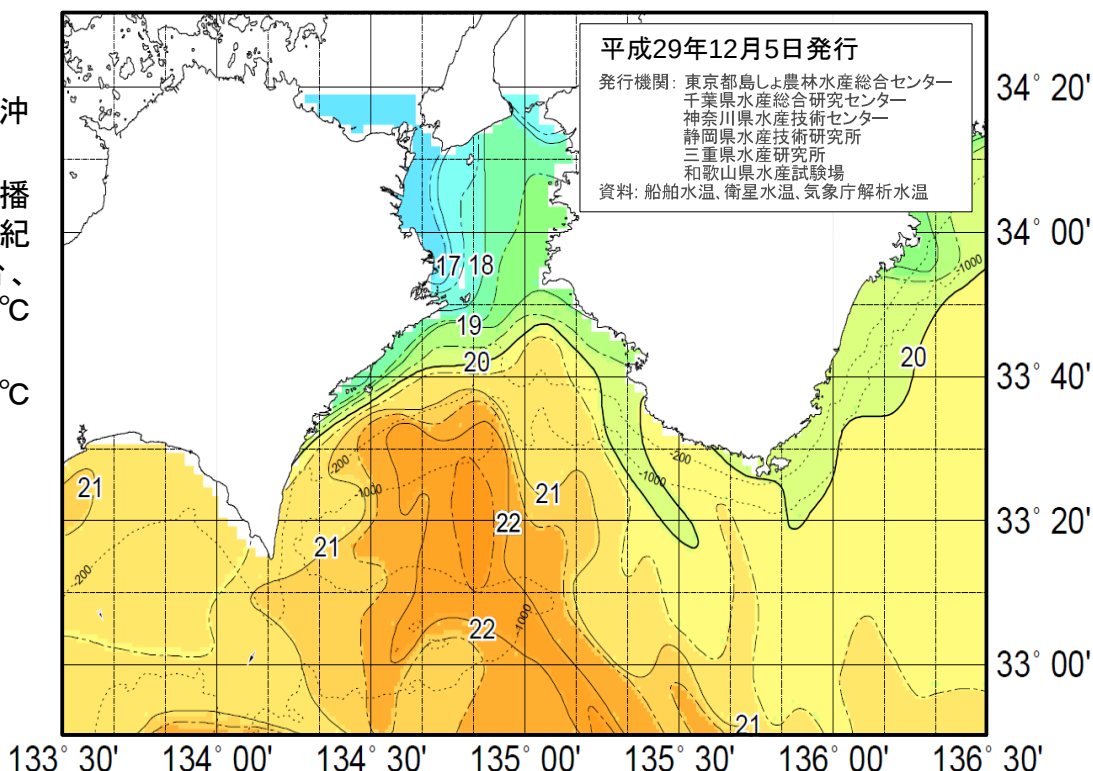 平成29年12月5日発行
発行機関: 東京都島しょ農林水産総合センター
千葉県水産総合研究センター
神奈川県水産技術センター
静岡県水産技術研究所
三重県水産研究所
和歌山県水産試験場
資料: 船舶水温、衛星水温、気象庁解析水温
沖
播
紀
、
℃
℃
34° 20'
34° 00'
33° 40'
33° 20'
33° 00'
-1000
17 18
19
20
20
-200
-200
-1000
-1000
21
21
22
21
-200
-1000
22
21
133° 30' 134° 00' 134° 30' 135° 00' 135° 30' 136° 00' 136° 30'